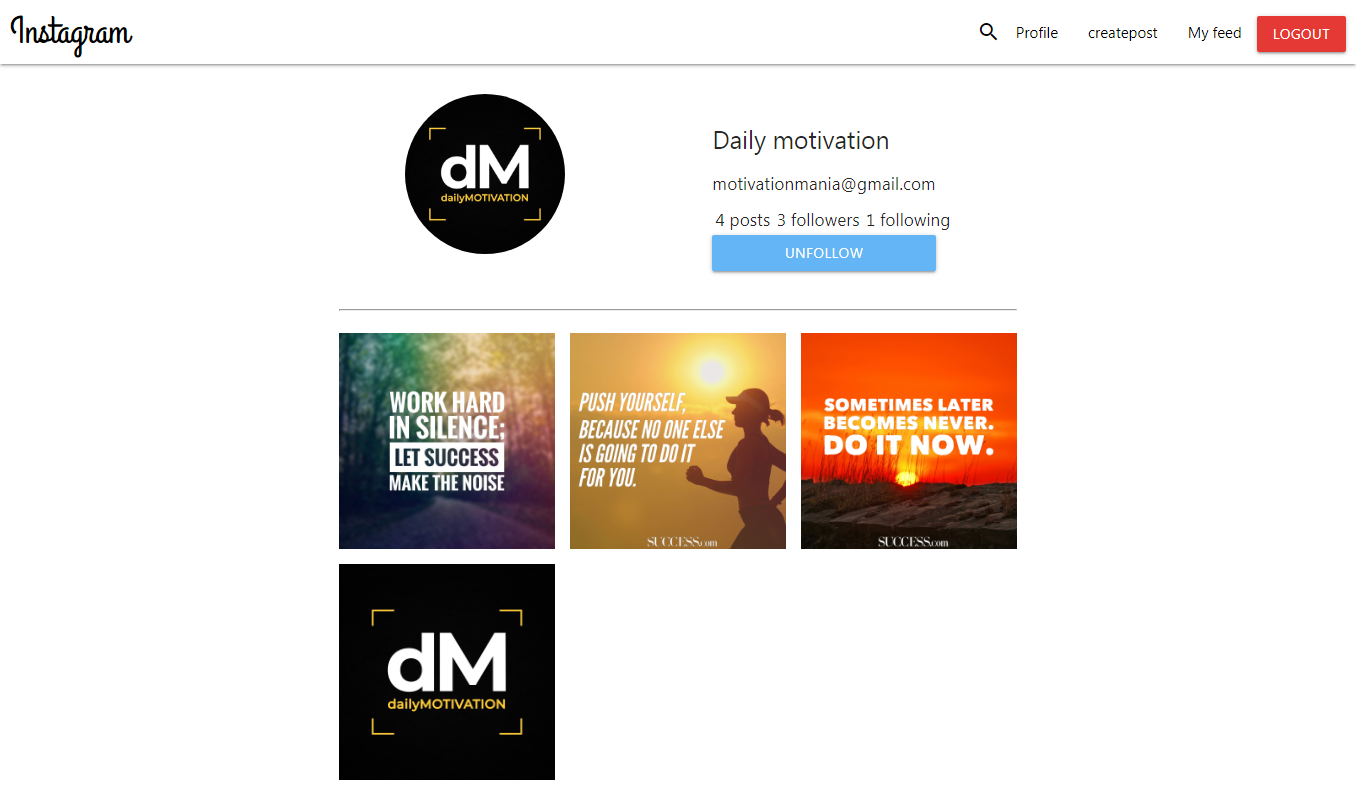 Instagram
Profile createpost My feed LOGOUT
dM
dailyMOTIVATION
Daily motivation
motivationmania@gmail.com
4 posts 3 followers 1 following
UNFOLLOW
WORK HARD
IN SILENCE;
LET SUCCESS
MAKE THE NOISE
PUSH YOURSELF,
BECAUSE NO ONE ELSE
IS GOING TO DO IT
FOR YOU.
SUCCESS.com
SOMETIMES LATER
BECOMES NEVER.
DO IT NOW.
SUCCESS.com
dM
dailyMOTIVATION